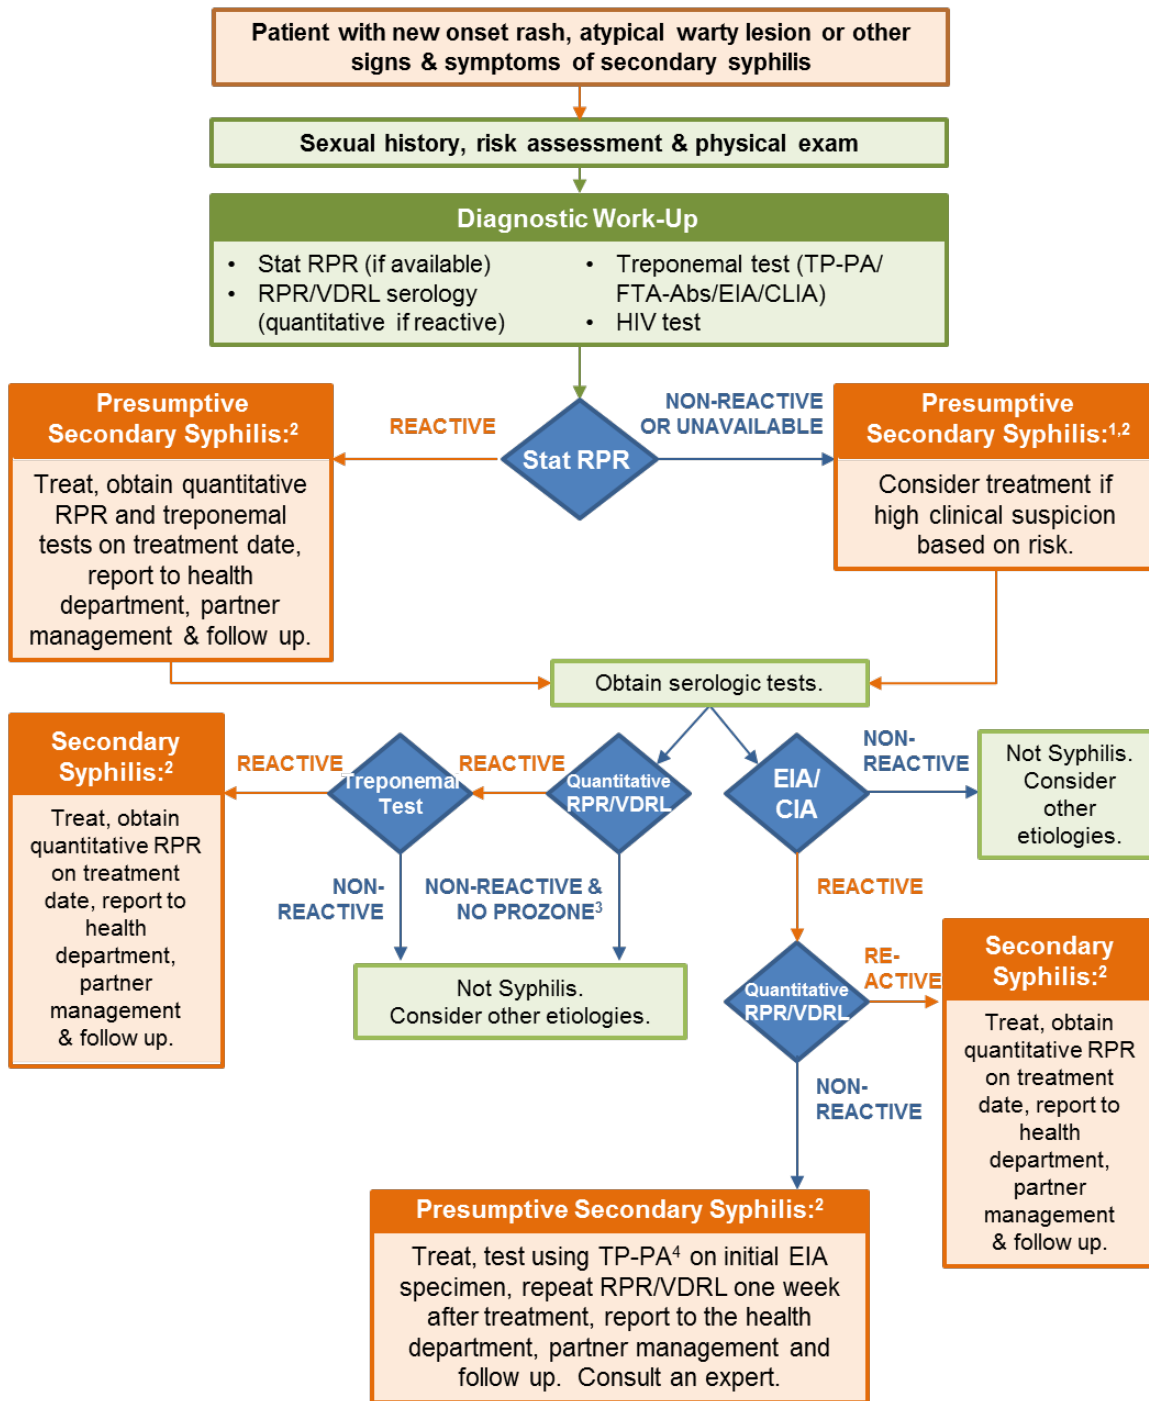 Patient with new onset rash, atypical warty lesion or other
signs & symptoms of secondary syphilis
Sexual history, risk assessment & physical exam
Diagnostic Work-Up
• Stat RPR (if available)
• RPR/VDRL serology
(quantitative if reactive)
• Treponemal test (TP-PA/
FTA-Abs/EIA/CLIA)
• HIV test
Presumptive
Secondary Syphilis:2
Treat, obtain quantitative
RPR and treponemal
tests on treatment date,
report to health
department, partner
management & follow up.
REACTIVE
Stat RPR
NON-REACTIVE
OR UNAVAILABLE
Presumptive
Secondary Syphilis:1,2
Consider treatment if
high clinical suspicion
based on risk.
Obtain serologic tests.
Secondary
Syphilis:2
Treat, obtain
quantitative RPR
on treatment
date, report to
health
department,
partner
management
& follow up.
REACTIVE
Treponemal
Test
REACTIVE
Quantitative
RPR/VDRL
EIA/
CIA
NON-
REACTIVE
Not Syphilis.
Consider
other
etiologies.
NON-
REACTIVE
NON-REACTIVE &
NO PROZONE3
REACTIVE
Not Syphilis.
Consider other etiologies.
Quantitative
RPR/VDRL
RE-
ACTIVE
Secondary
Syphilis:2
Treat, obtain
quantitative RPR
on treatment
date, report to
health
department,
partner
management
& follow up.
NON-
REACTIVE
Presumptive Secondary Syphilis:2
Treat, test using TP-PA4 on initial EIA
specimen, repeat RPR/VDRL one week
after treatment, report to the health
department, partner management and
follow up. Consult an expert.